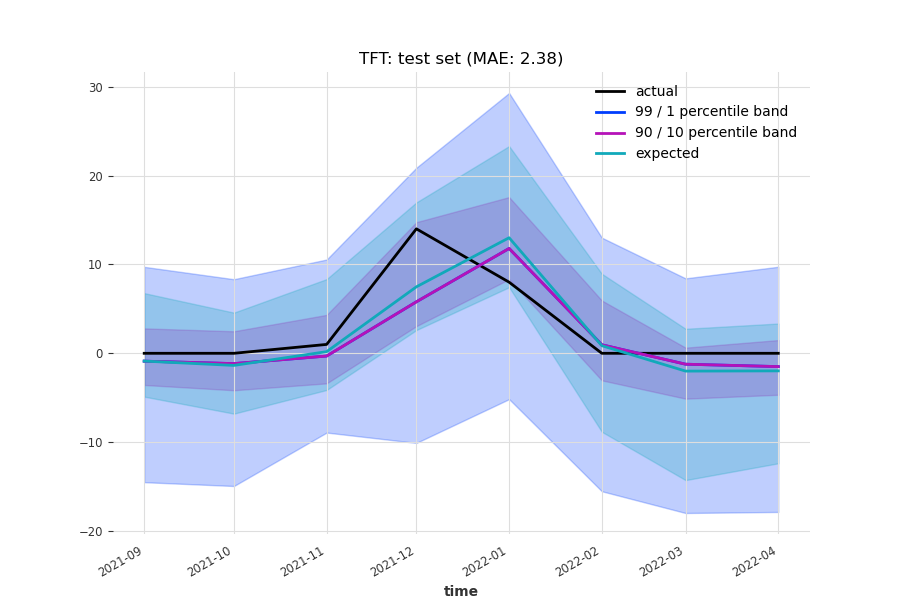 TFT: test set (MAE: 2.38)
actual
99 / 1 percentile band
90 / 10 percentile band
expected
30
20
10
0
−10
−20
2021-09
2021-10
2021-11
2021-12
2022-01
2022-02
2022-03
2022-04
time